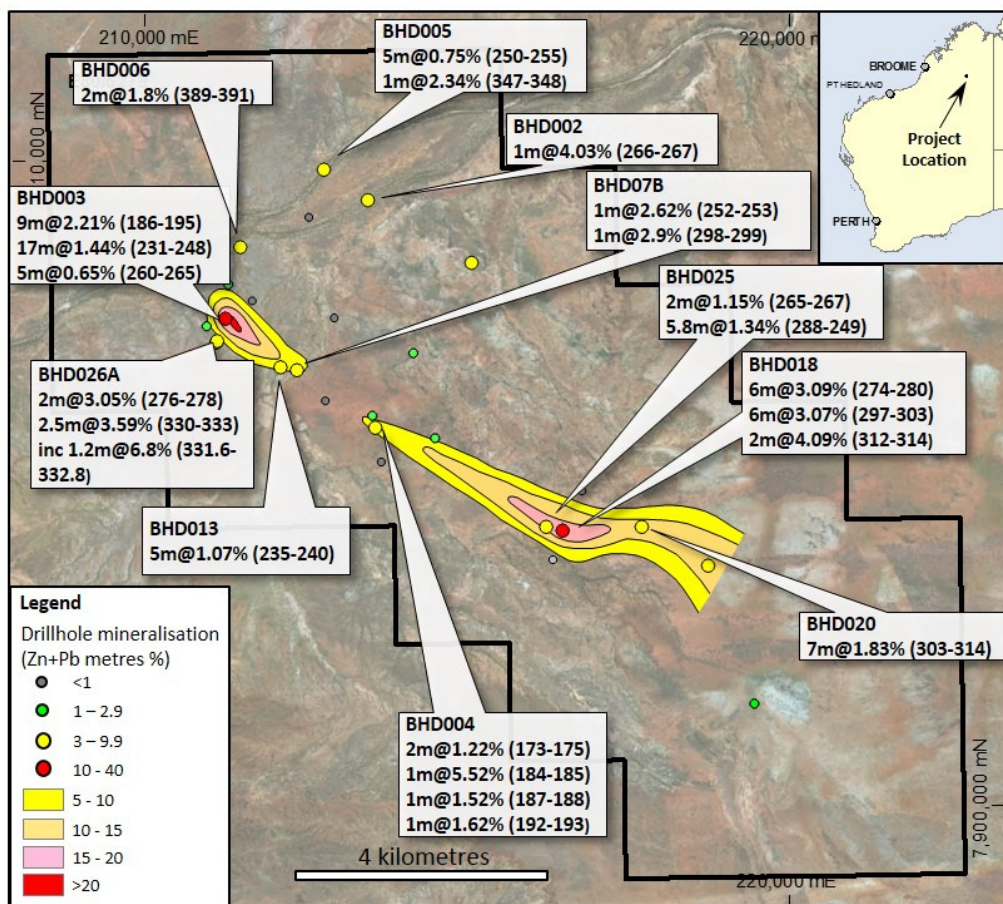 210,000 mE
220,000 mE
10,000 mN
BHD005
5m@0.75% (250-255)
1m@2.34% (347-348)
BHD006
2m@1.8% (389-391)
BHD002
1m@4.03% (266-267)
BHD003
9m@2.21% (186-195)
17m@1.44% (231-248)
5m@0.65% (260-265)
BHD07B
1m@2.62% (252-253)
1m@2.9% (298-299)
BHD025
2m@1.15% (265-267)
5.8m@1.34% (288-249)
BHD018
6m@3.09% (274-280)
6m@3.07% (297-303)
2m@4.09% (312-314)
BHD026A
2m@3.05% (276-278)
2.5m@3.59% (330-333)
inc 1.2m@6.8% (331.6-
332.8)
BHD013
5m@1.07% (235-240)
BHD020
7m@1.83% (303-314)
BHD004
2m@1.22% (173-175)
1m@5.52% (184-185)
1m@1.52% (187-188)
1m@1.62% (192-193)
BROOME
PT HEDLAND
Project
Location
PERTH
Legend
Drillhole mineralisation
(Zn+Pb metres %)
<1
1 – 2.9
3 – 9.9
10 - 40
5 - 10
10 - 15
15 - 20
>20
4 kilometres
7,900,000 mN
220,000 mE